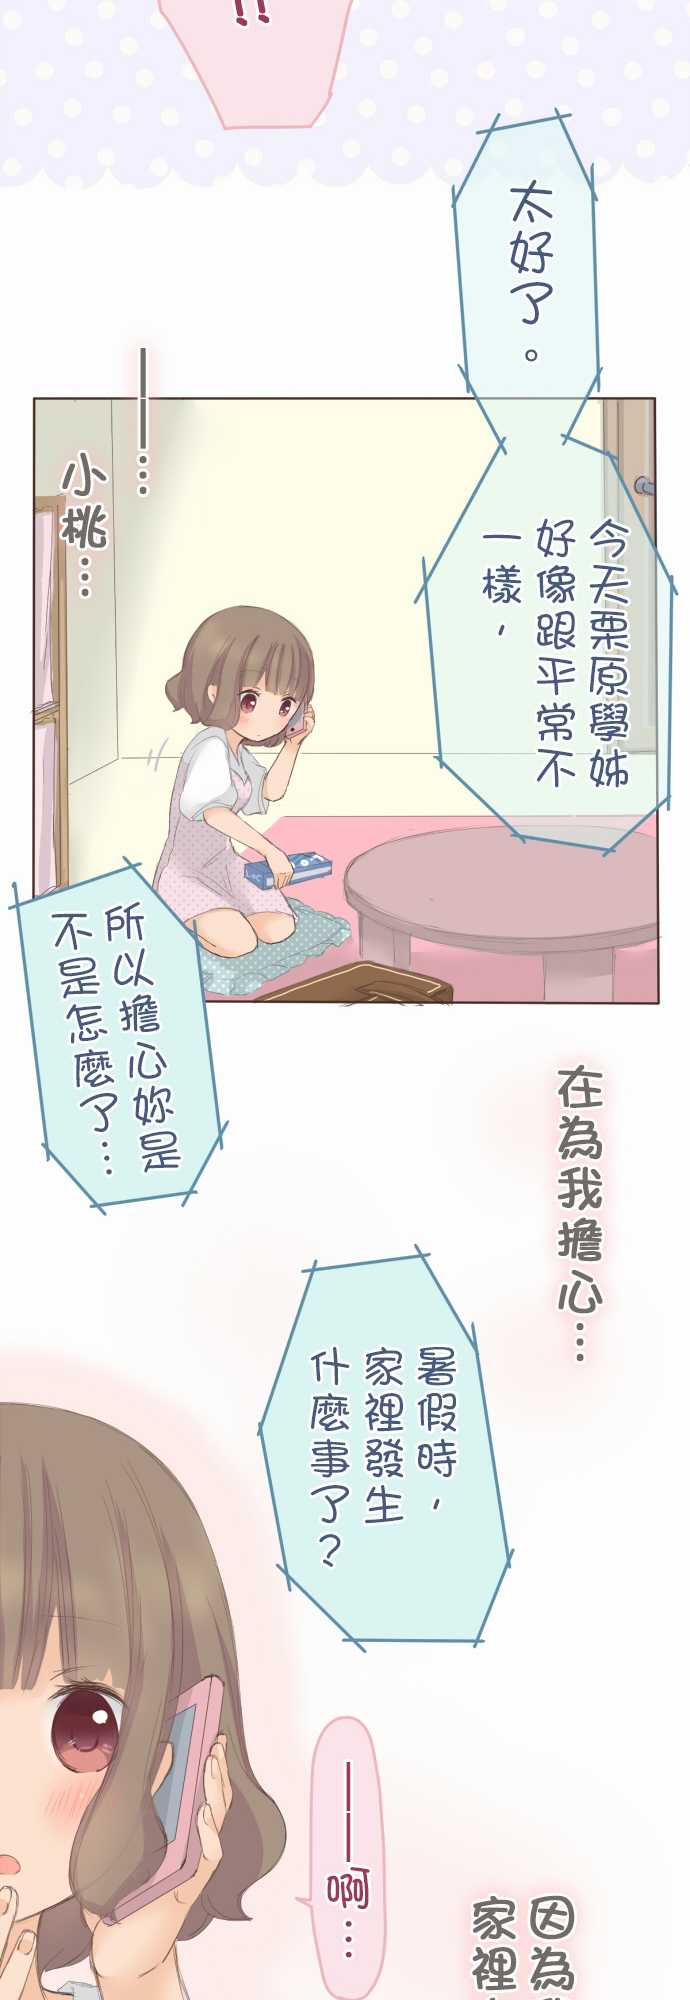 !!
太好了。
今天栗原學姊
好像跟平常不
一樣,
——…
小桃…
所以擔心妳是
不是怎麼了…
在為我擔心…
暑假時,
家裡發生
什麼事了?
——啊…
因為
家裡